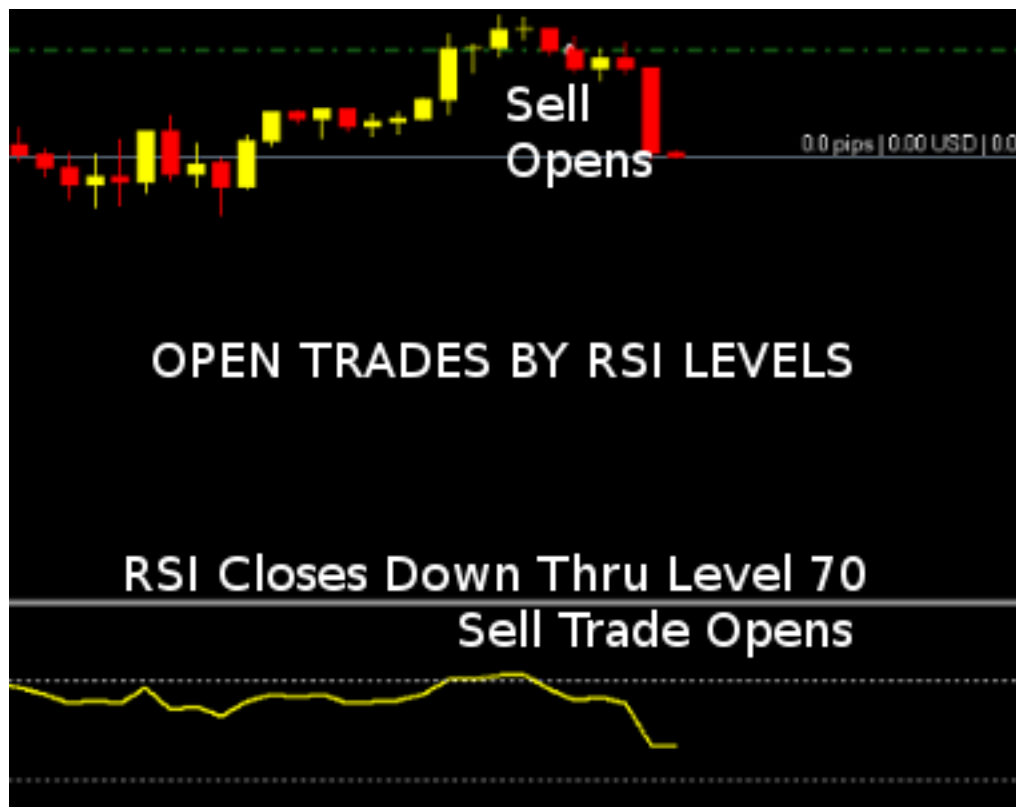 Sell
Opens
0.0 pips | 0.00 USD | 0.0
OPEN TRADES BY RSI LEVELS
RSI Closes Down Thru Level 70
Sell Trade Opens